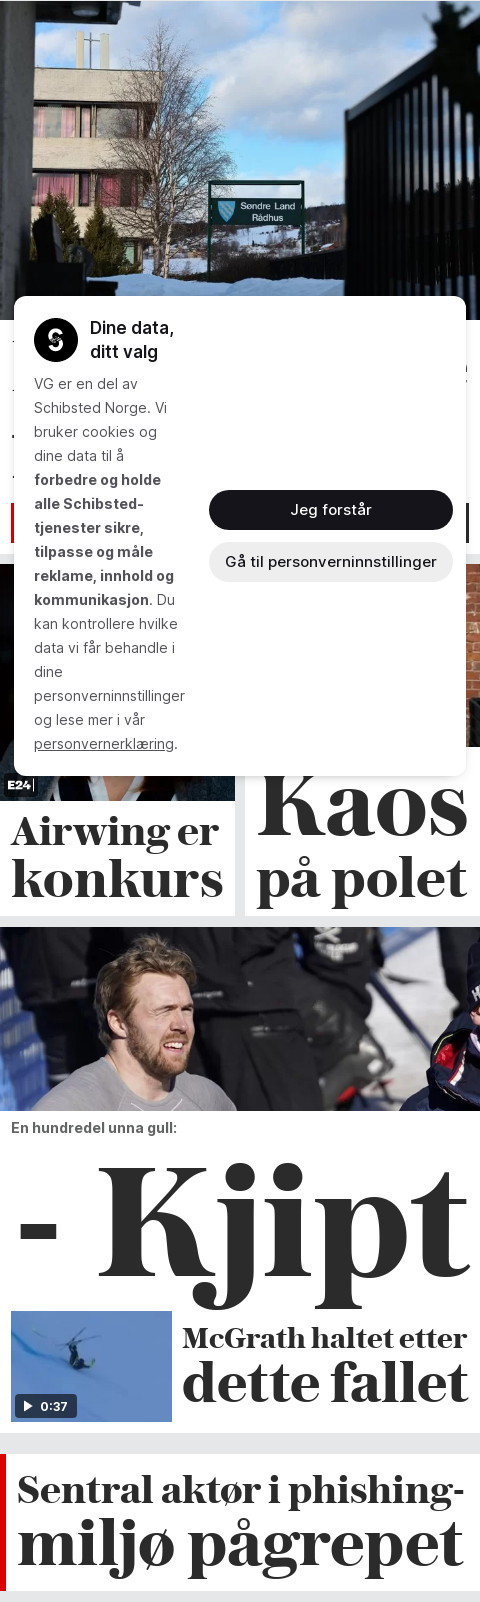 Søndre Land
Rådhus
Dine data,
ditt valg
VG er en del av
Schibsted Norge. Vi
bruker cookies og
dine data til å
forbedre og holde
alle Schibsted-
tjenester sikre,
tilpasse og måle
reklame, innhold og
kommunikasjon. Du
kan kontrollere hvilke
data vi får behandle i
dine
personverninnstillinger
og lese mer i vår
personvernerklæring.
Jeg forstår
Gå til personverninnstillinger
E24
Airwing er
konkurs
Kaos
på polet
En hundredel unna gull:
- Kjipt
0:37
McGrath haltet etter
dette fallet
Sentral aktør i phishing-
miljø pågrepet